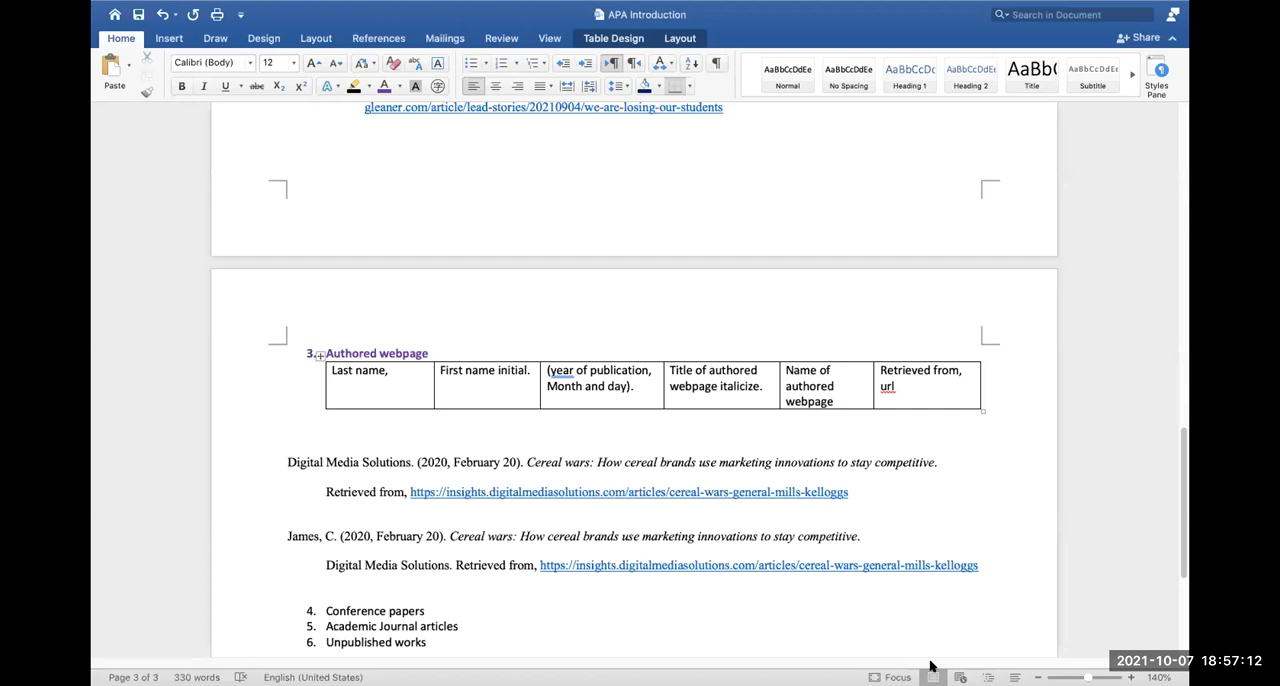 APA Introduction
Search in Document
Home Insert Draw Design Layout References Mailings Review View Table Design Layout
Share
Paste
Calibri (Body) 12
AaBbCcDdEe AaBbCcDdEe AaBbCcDc AaBbCcDdEe AaBb( AaBbCcDdEe
Normal No Spacing Heading 1 Heading 2 Title Subtitle
Styles
Pane
gleaner.com/article/lead-stories/20210904/we-are-losing-our-students
3. Authored webpage
Last name, First name initial. (year of publication, Title of authored Name of Retrieved from,
Month and day). webpage italicize. authored url
webpage
Digital Media Solutions. (2020, February 20). Cereal wars: How cereal brands use marketing innovations to stay competitive.
Retrieved from, https://insights.digitalmediasolutions.com/articles/cereal-wars-general-mills-kelloggs
James, C. (2020, February 20). Cereal wars: How cereal brands use marketing innovations to stay competitive.
Digital Media Solutions. Retrieved from, https://insights.digitalmediasolutions.com/articles/cereal-wars-general-mills-kelloggs
4. Conference papers
5. Academic Journal articles
6. Unpublished works
Page 3 of 3 330 words English (United States) Focus 140%
2021-10-07 18:57:12